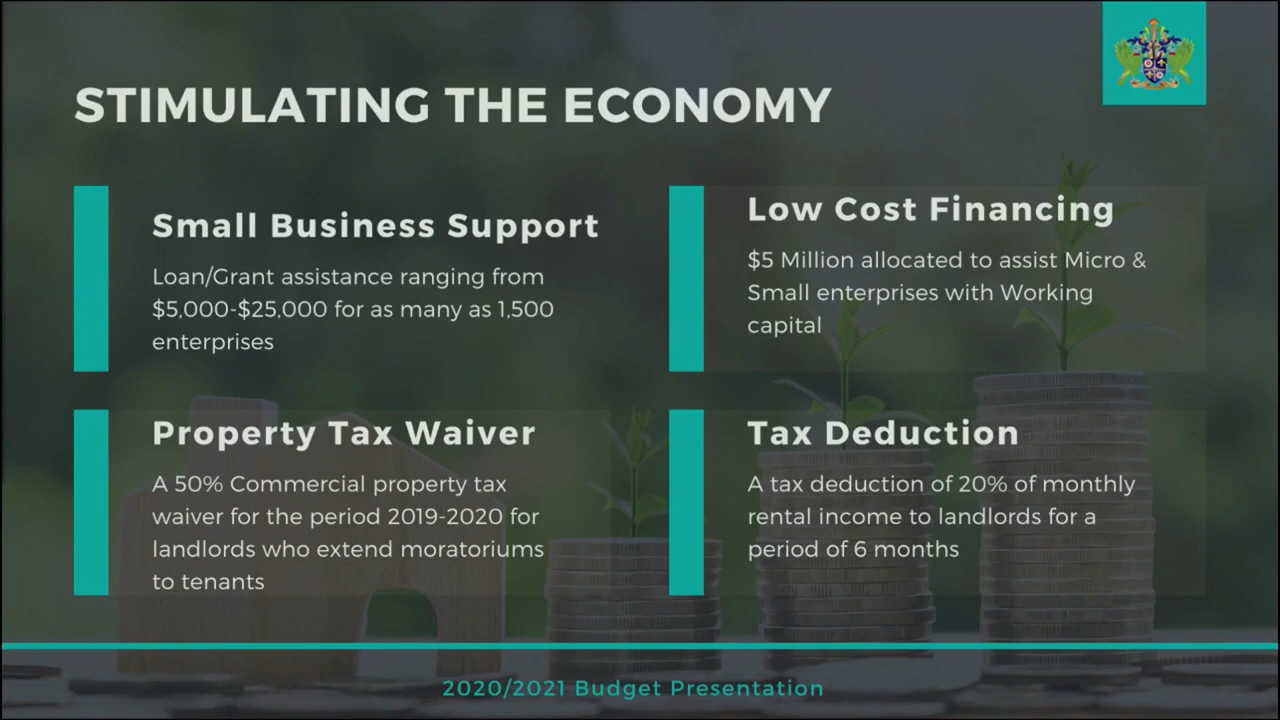 STIMULATING THE ECONOMY
Small Business Support
Loan/Grant assistance ranging from
$5,000-$25,000 for as many as 1,500
enterprises
Low Cost Financing
$5 Million allocated to assist Micro &
Small enterprises with Working
capital
Property Tax Waiver
A 50% Commercial property tax
waiver for the period 2019-2020 for
landlords who extend moratoriums
to tenants
Tax Deduction
A tax deduction of 20% of monthly
rental income to landlords for a
period of 6 months
2020/2021 Budget Presentation